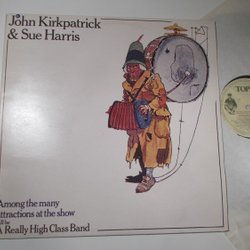 John Kirkpatrick
& Sue Harris
Among the many
attractions at the show
will be
A Really High Class Band
TOP